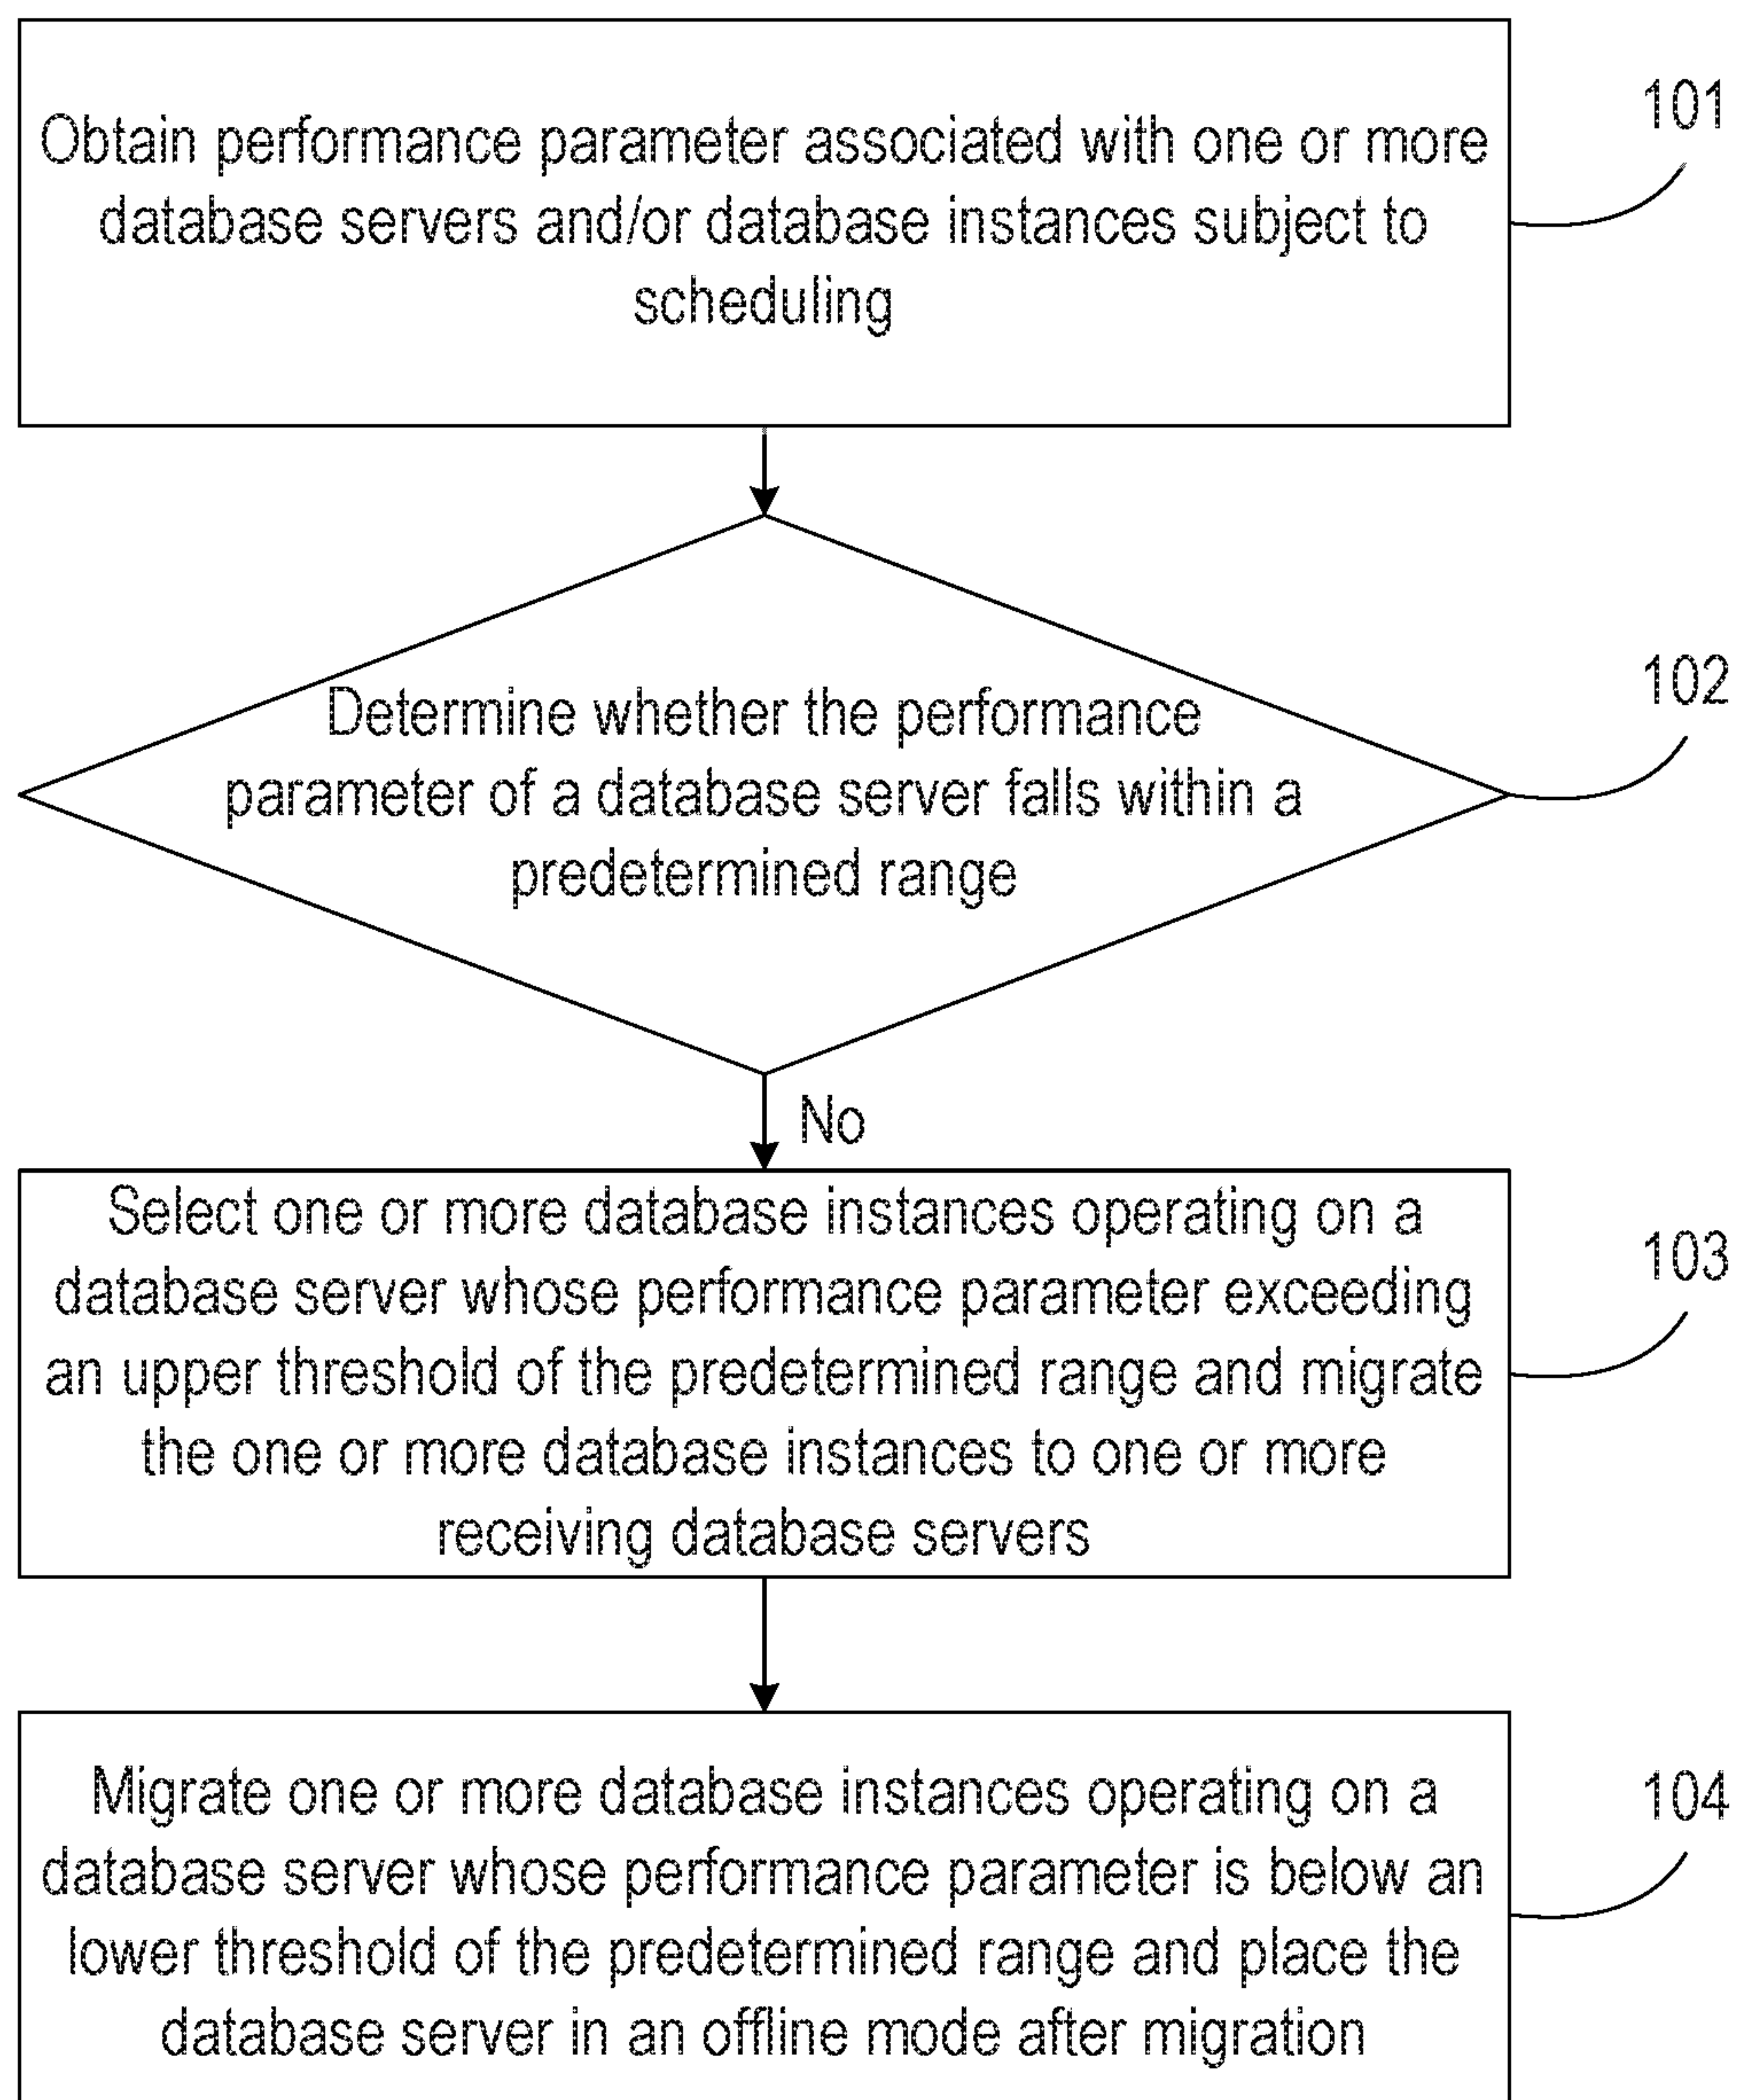 Obtain performance parameter associated with one or more
database servers and/or database instances subject to
scheduling
101
Determine whether the performance
parameter of a database server falls within a
predetermined range
102
No
Select one or more database instances operating on a
database server whose performance parameter exceeding
an upper threshold of the predetermined range and migrate
the one or more database instances to one or more
receiving database servers
103
Migrate one or more database instances operating on a
database server whose performance parameter is below an
lower threshold of the predetermined range and place the
database server in an offline mode after migration
104